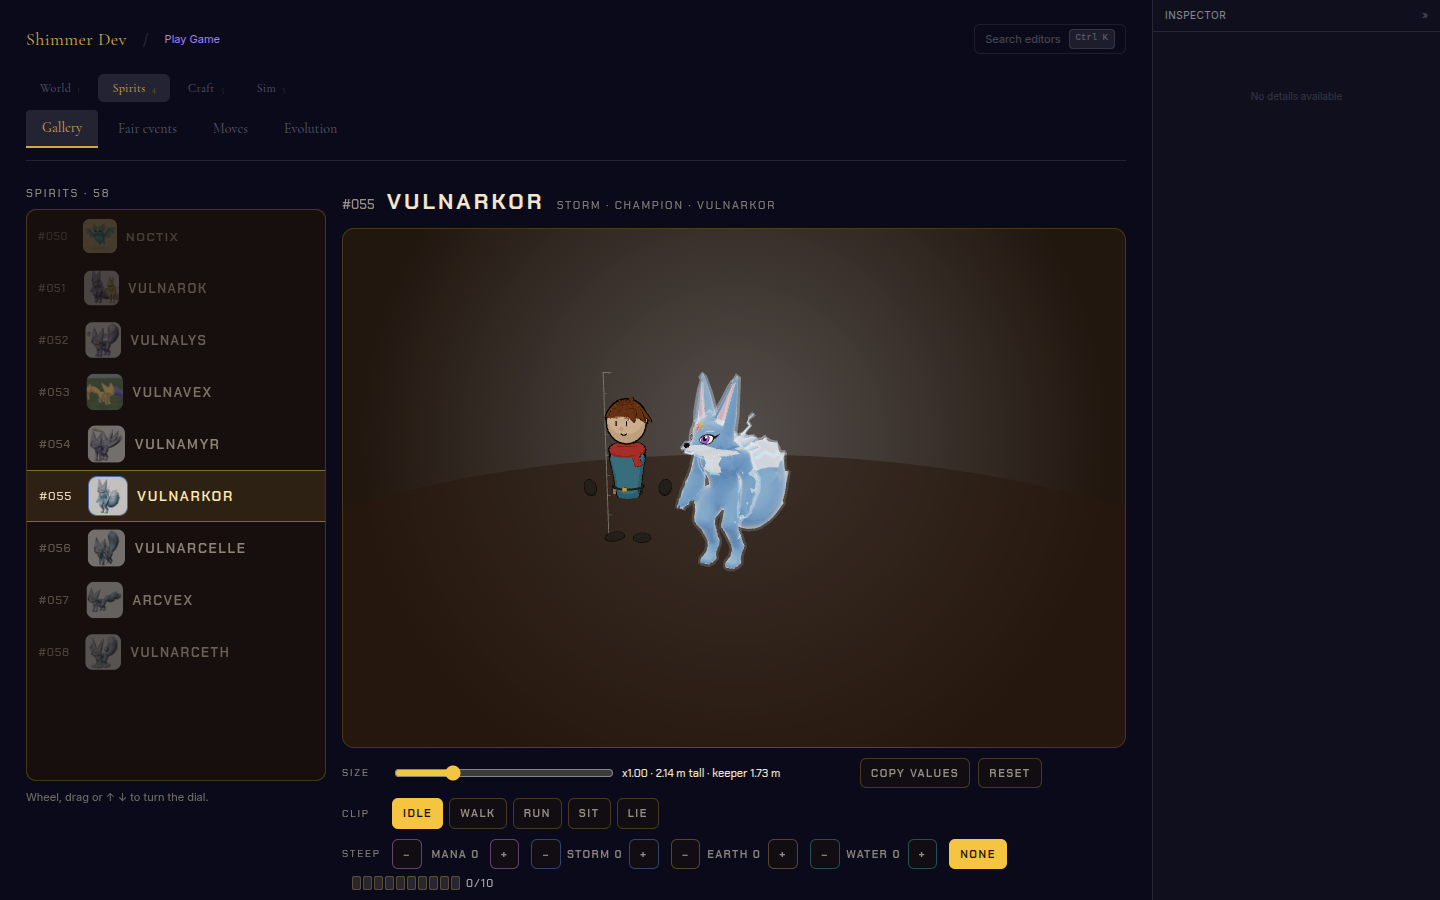 Shimmer Dev / Play Game
Search editors Ctrl K
INSPECTOR »
No details available
World Spirits Craft Sim
Gallery Fair events Moves Evolution
SPIRITS · 58
#050 NOCTIX
#051 VULNAROK
#052 VULNALYS
#053 VULNAVEX
#054 VULNAMYR
#055 VULNARKOR
#056 VULNARCELLE
#057 ARCVEX
#058 VULNARCETH
Wheel, drag or ↑ ↓ to turn the dial.
#055 VULNARKOR STORM · CHAMPION · VULNARKOR
SIZE x1.00 · 2.14 m tall · keeper 1.73 m COPY VALUES RESET
CLIP IDLE WALK RUN SIT LIE
STEEP − MANA 0 + − STORM 0 + − EARTH 0 + − WATER 0 + NONE
0/10